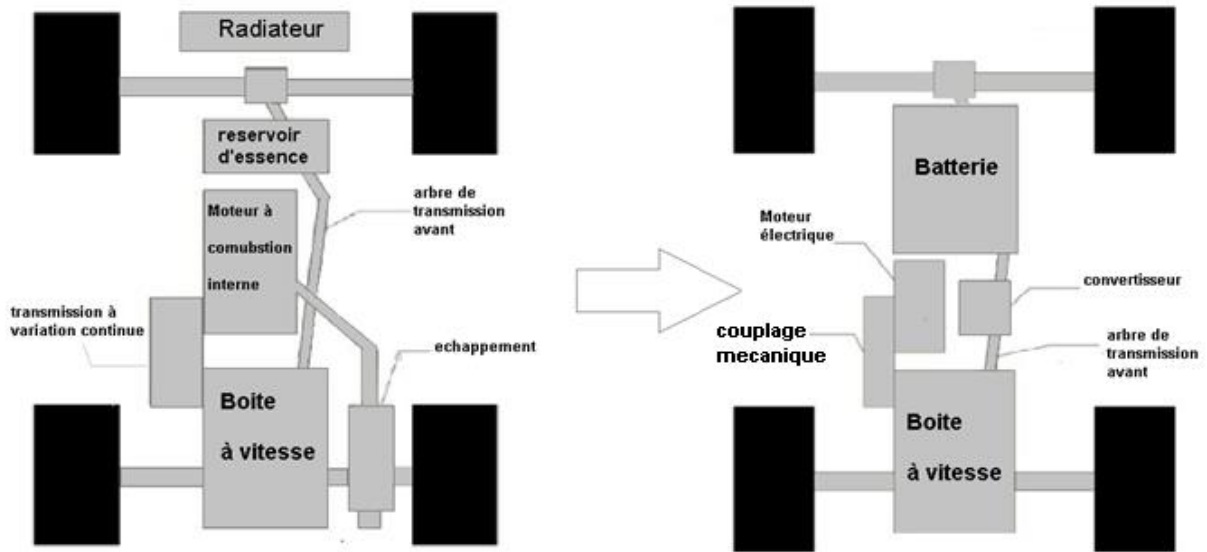 Radiateur
reservoir
d'essence
Moteur à
comubstion
interne
arbre de
transmission
avant
transmission à
variation continue
echappement
Boite
à vitesse
Batterie
Moteur
électrique
convertisseur
couplage
mecanique
arbre de
transmission
avant
Boite
à vitesse